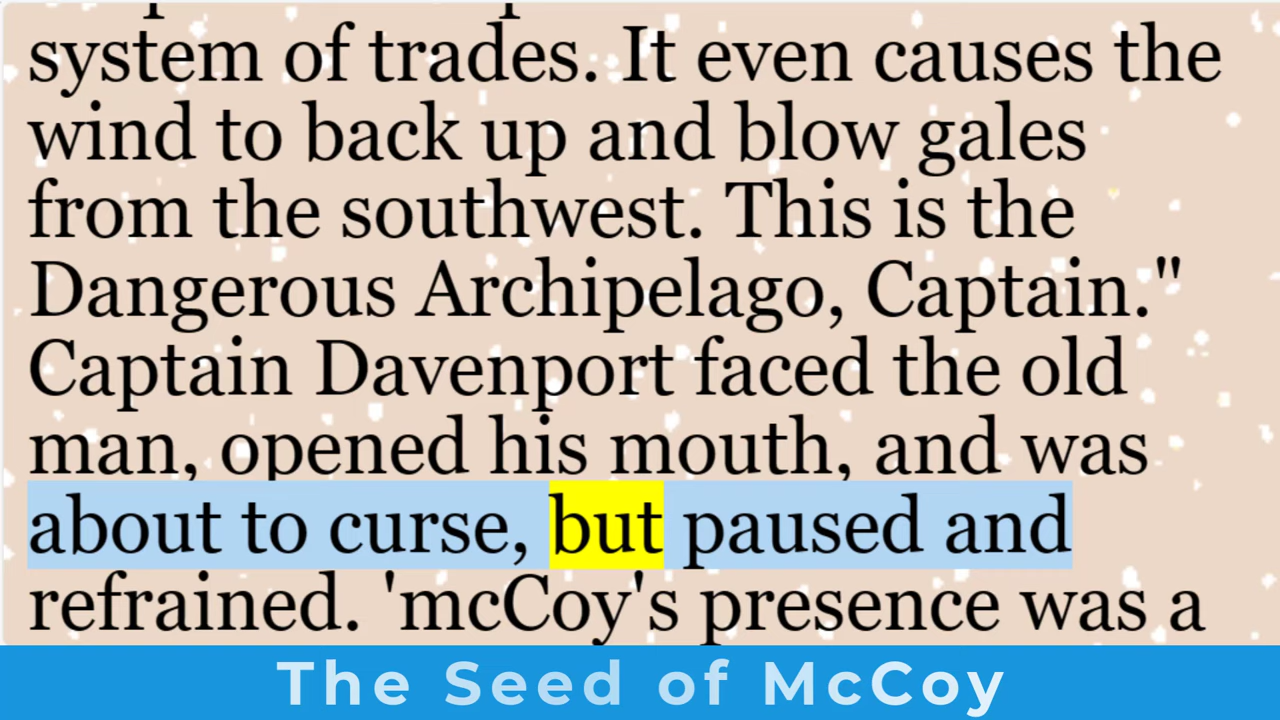 system of trades. It even causes the
wind to back up and blow gales
from the southwest. This is the
Dangerous Archipelago, Captain."
Captain Davenport faced the old
man, opened his mouth, and was
about to curse, but paused and
refrained. 'mcCoy's presence was a
The Seed of McCoy